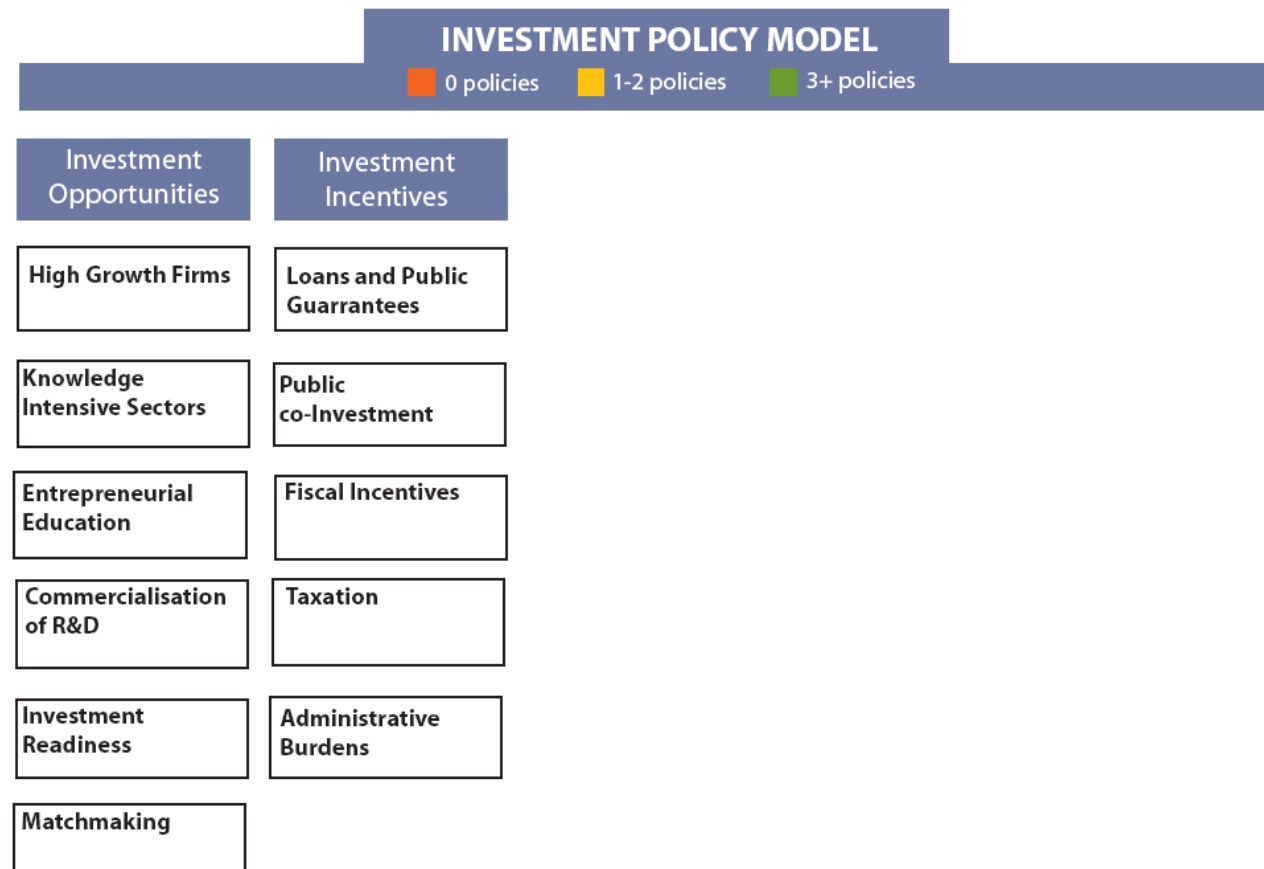 INVESTMENT POLICY MODEL
0 policies 1-2 policies 3+ policies
Investment
Opportunities
High Growth Firms
Knowledge
Intensive Sectors
Entrepreneurial
Education
Commercialisation
of R&D
Investment
Readiness
Matchmaking
Investment
Incentives
Loans and Public
Guarrantees
Public
co-Investment
Fiscal Incentives
Taxation
Administrative
Burdens